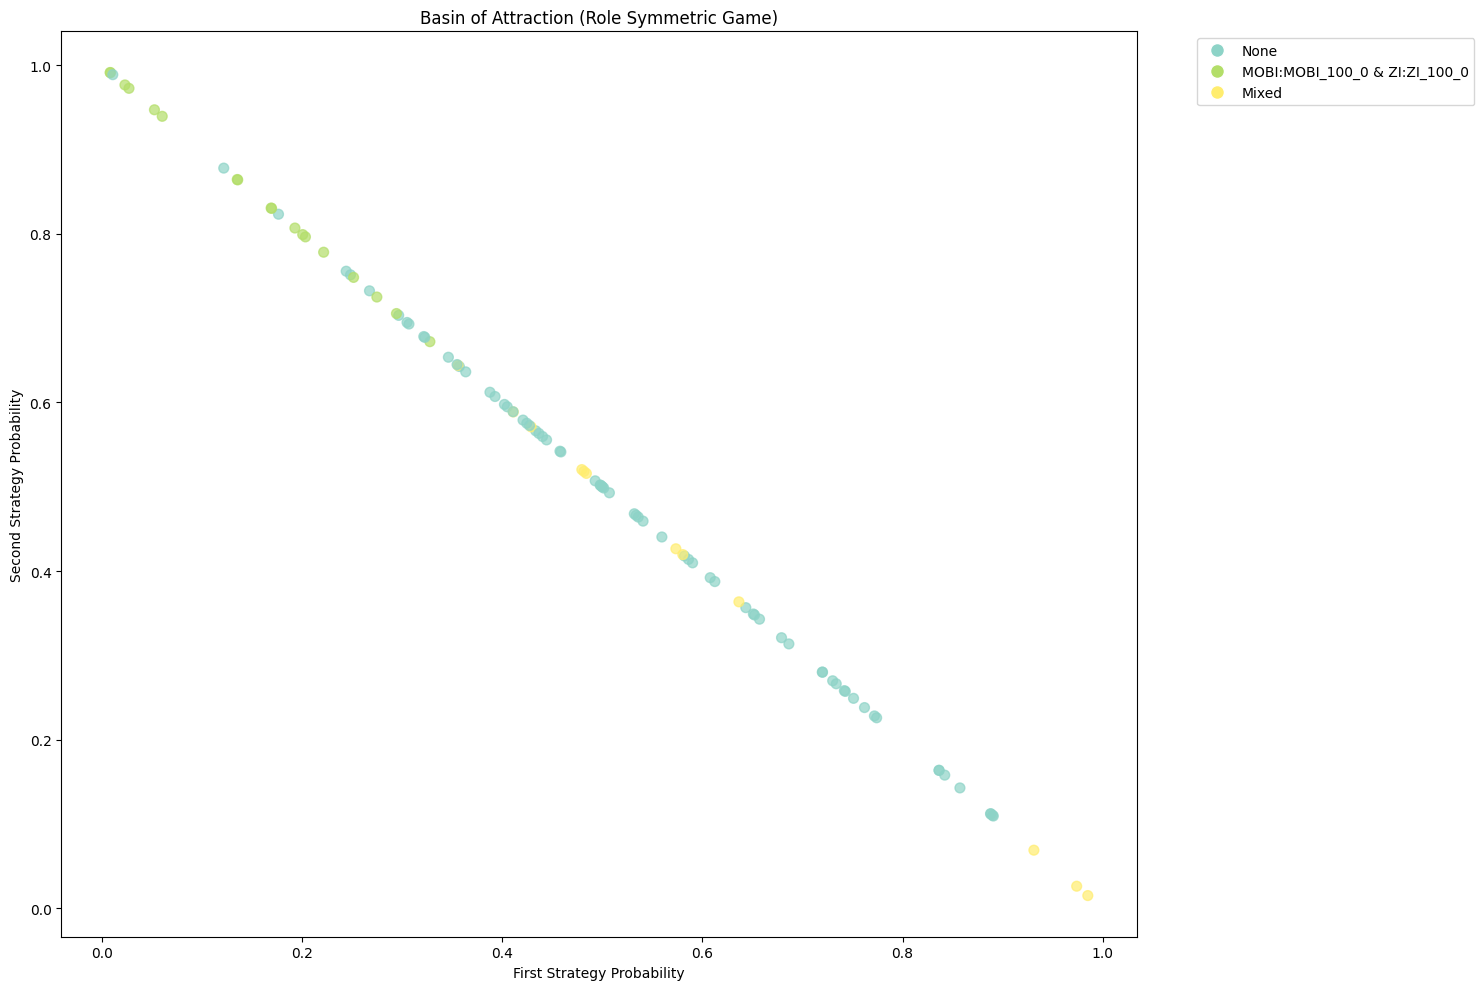 Basin of Attraction (Role Symmetric Game)
None
MOBI:MOBI_100_0 & ZI:ZI_100_0
Mixed
1.0
0.8
0.6
0.4
0.2
0.0
Second Strategy Probability
0.0 0.2 0.4 0.6 0.8 1.0
First Strategy Probability